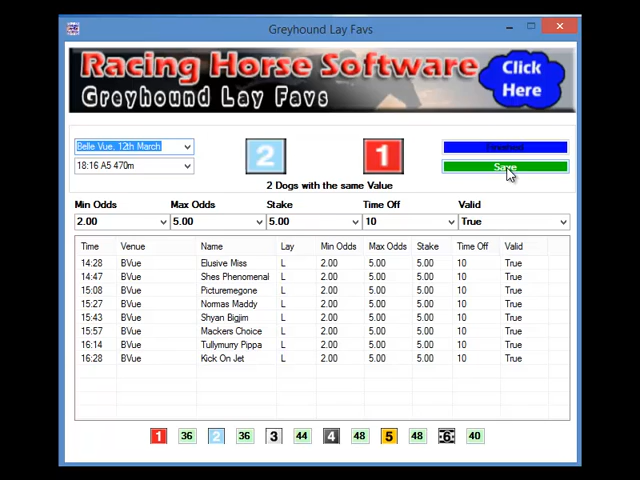 Greyhound Lay Favs
Racing Horse Software
Greyhound Lay Favs
Click
Here
Belle Vue, 12th March
18:16 A5 470m
2
1
Finished
Save
2 Dogs with the same Value
Min Odds Max Odds Stake Time Off Valid
2.00 5.00 5.00 10 True
Time Venue Name Lay Min Odds Max Odds Stake Time Off Valid
14:28 BVue Elusive Miss L 2.00 5.00 5.00 10 True
14:47 BVue Shes Phenomenal L 2.00 5.00 5.00 10 True
15:08 BVue Picturemegone L 2.00 5.00 5.00 10 True
15:27 BVue Normas Maddy L 2.00 5.00 5.00 10 True
15:43 BVue Shyan Bigjim L 2.00 5.00 5.00 10 True
15:57 BVue Mackers Choice L 2.00 5.00 5.00 10 True
16:14 BVue Tullymurry Pippa L 2.00 5.00 5.00 10 True
16:28 BVue Kick On Jet L 2.00 5.00 5.00 10 True
1 36 2 36 3 44 4 48 5 48 6 40